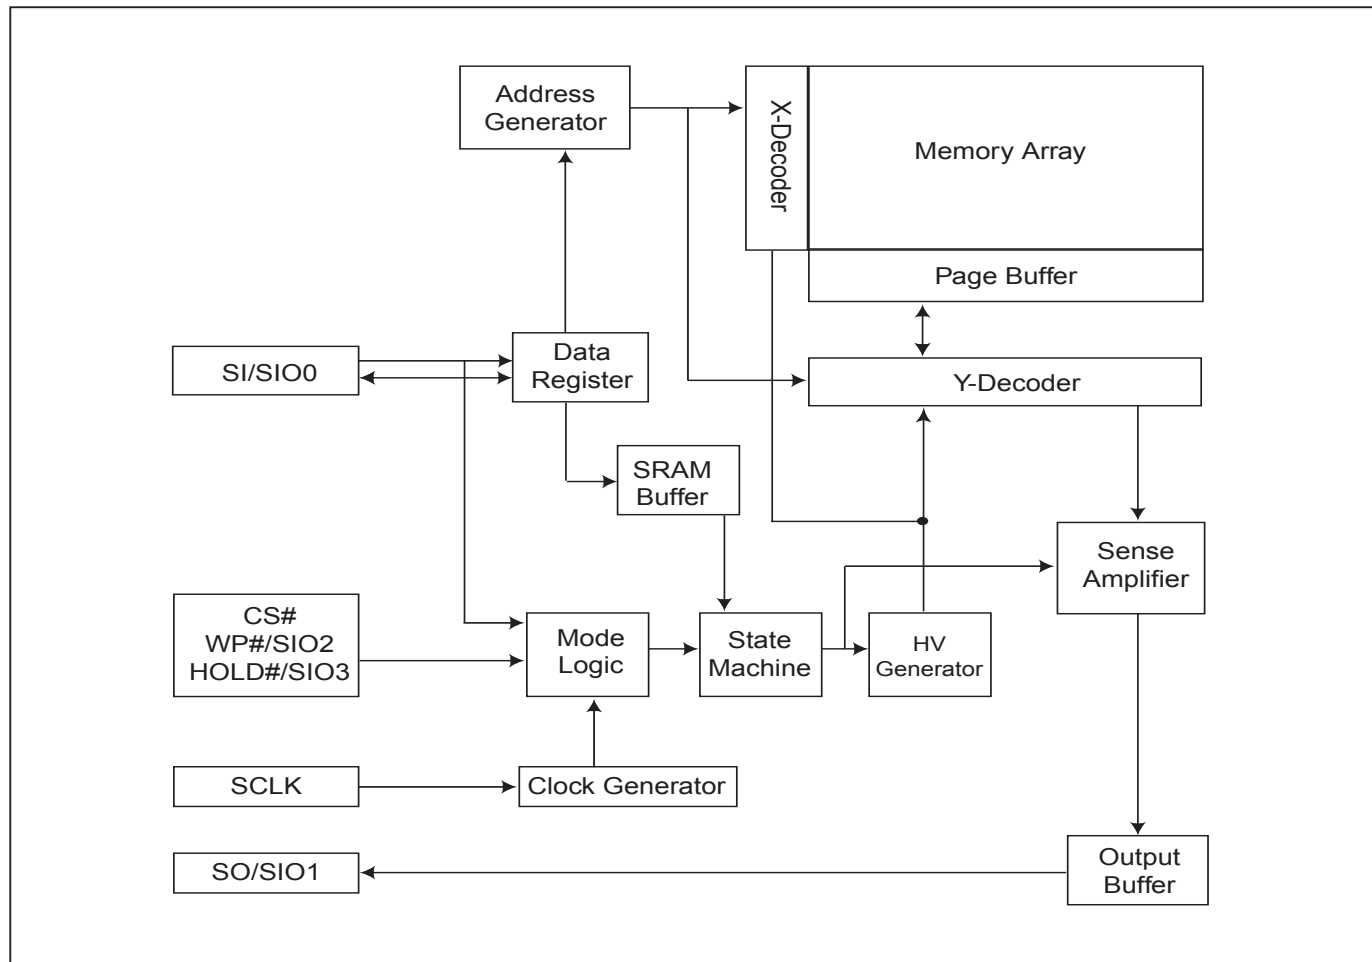 Address
Generator
X-Decoder
Memory Array
Page Buffer
SI/SIO0
Data
Register
Y-Decoder
SRAM
Buffer
Sense
Amplifier
CS#
WP#/SIO2
HOLD#/SIO3
Mode
Logic
State
Machine
HV
Generator
SCLK
Clock Generator
SO/SIO1
Output
Buffer